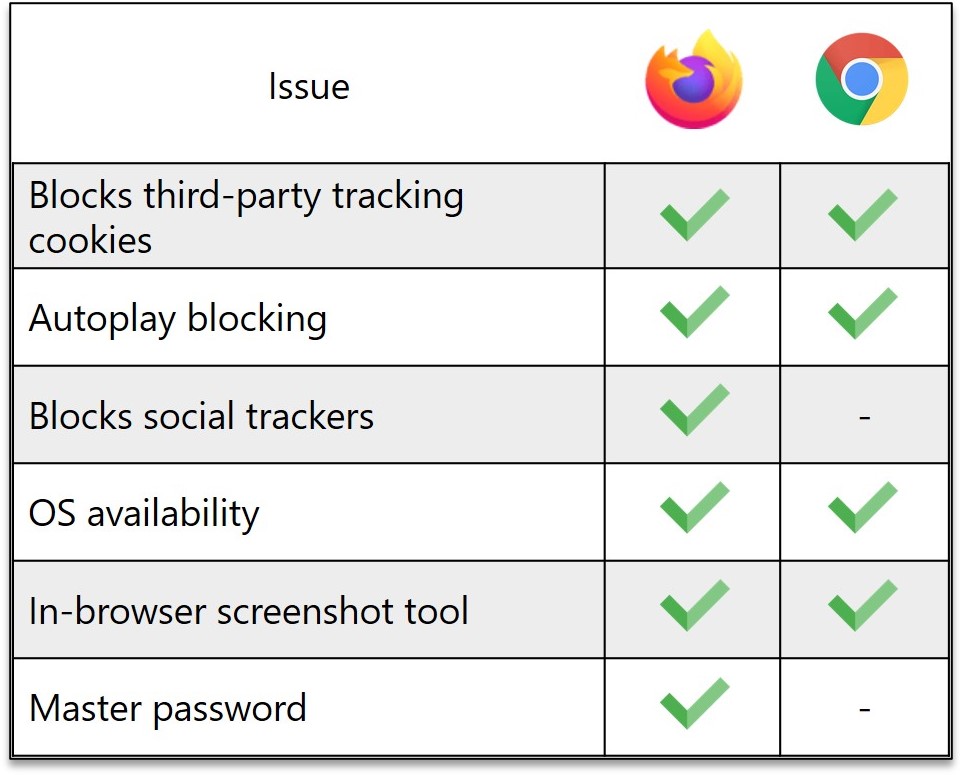 Issue
Blocks third-party tracking
cookies
Autoplay blocking
Blocks social trackers
-
OS availability
In-browser screenshot tool
Master password
-